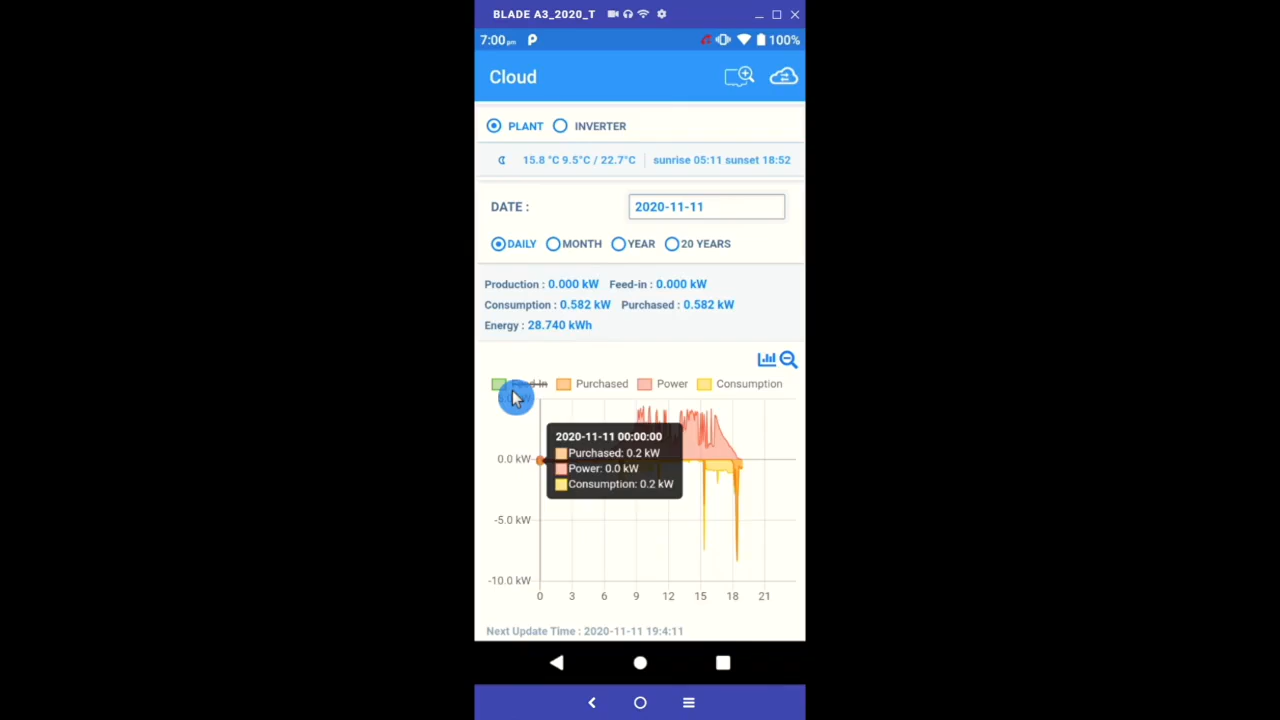 BLADE A3_2020_T
7:00 pm 100%
Cloud
PLANT INVERTER
15.8 °C 9.5°C / 22.7°C sunrise 05:11 sunset 18:52
DATE : 2020-11-11
DAILY MONTH YEAR 20 YEARS
Production : 0.000 kW Feed-in : 0.000 kW
Consumption : 0.582 kW Purchased : 0.582 kW
Energy : 28.740 kWh
Purchased Power Consumption
2020-11-11 00:00:00
Purchased: 0.2 kW
0.0 kW
Power: 0.0 kW
Consumption: 0.2 kW
-5.0 kW
-10.0 kW
0 3 6 9 12 15 18 21
Next Update Time : 2020-11-11 19:4:11